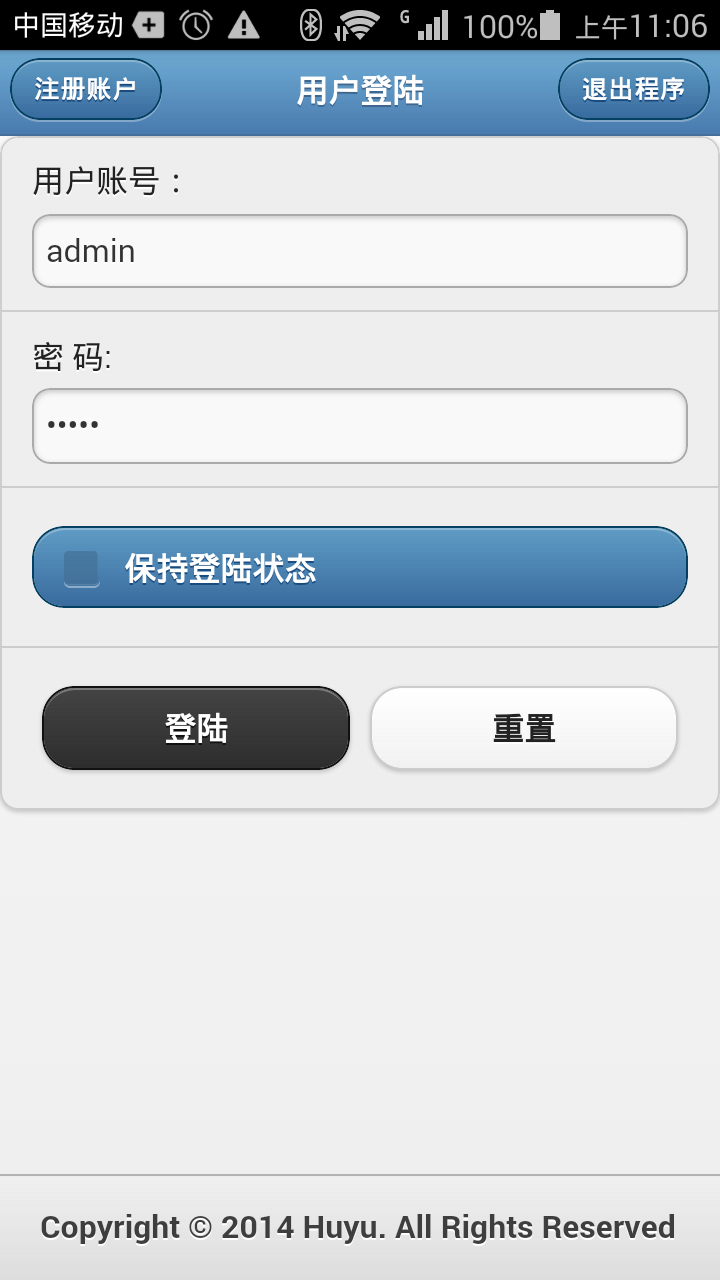 中国移动 G 100% 上午11:06
注册账户 用户登陆 退出程序
用户账号：
admin
密 码:
•••••
保持登陆状态
登陆 重置
Copyright © 2014 Huyu. All Rights Reserved